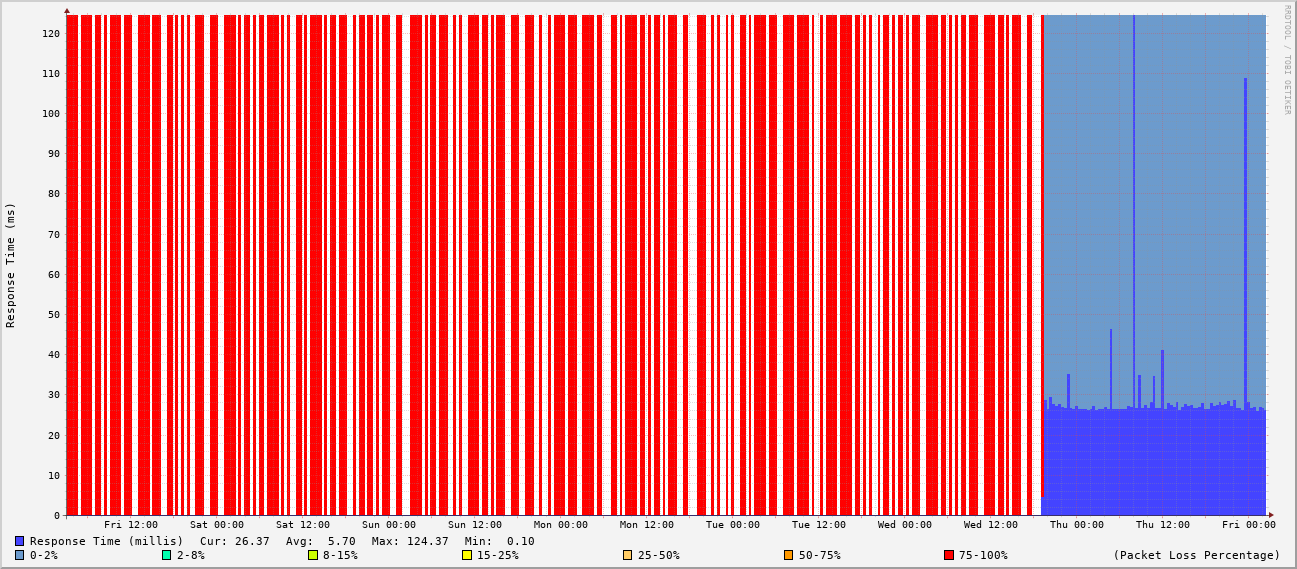 RRDTOOL / TOBI OETIKER
Response Time (ms)
120
110
100
90
80
70
60
50
40
30
20
10
0
Fri 12:00 Sat 00:00 Sat 12:00 Sun 00:00 Sun 12:00 Mon 00:00 Mon 12:00 Tue 00:00 Tue 12:00 Wed 00:00 Wed 12:00 Thu 00:00 Thu 12:00 Fri 00:00
Response Time (millis) Cur: 26.37 Avg: 5.70 Max: 124.37 Min: 0.10
0-2% 2-8% 8-15% 15-25% 25-50% 50-75% 75-100% (Packet Loss Percentage)